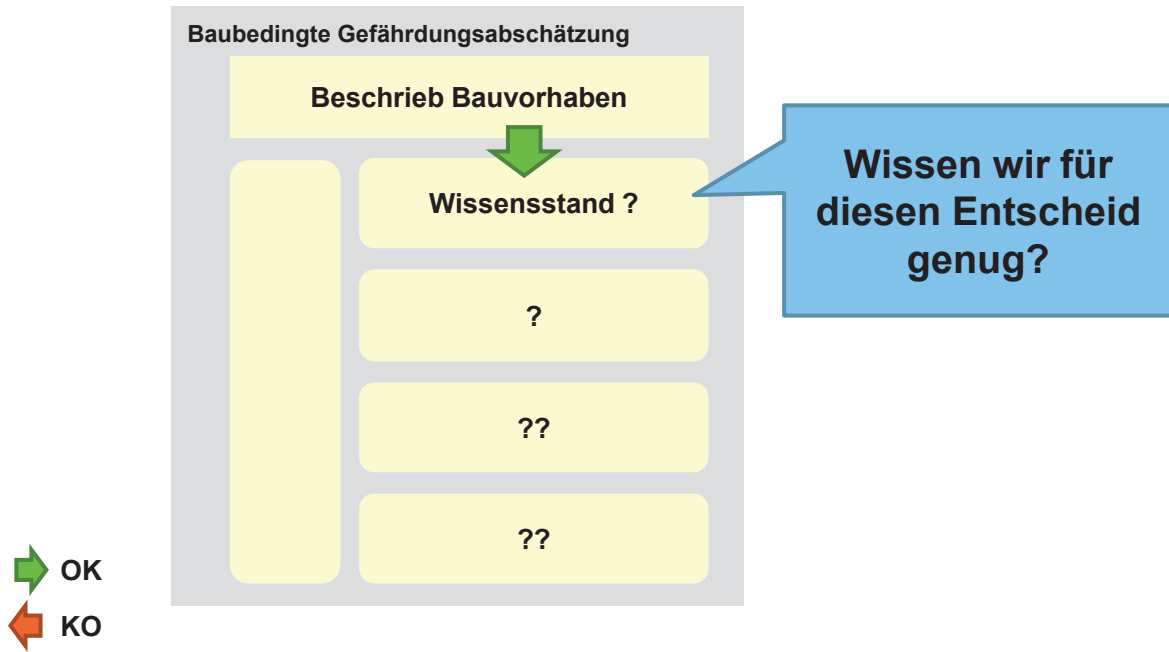 Baubedingte Gefährdungsabschätzung
Beschrieb Bauvorhaben
Wissensstand ?
?
??
??
Wissen wir für
diesen Entscheid
genug?
OK
KO